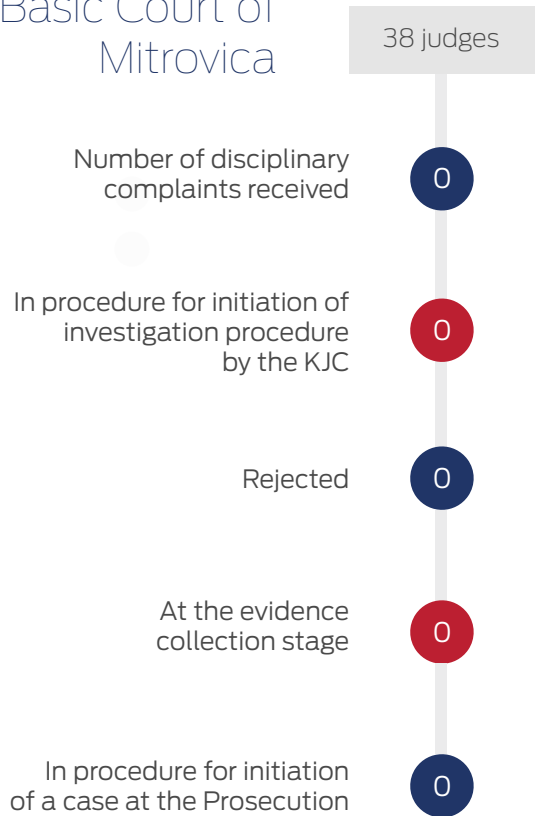 Basic Court of
Mitrovica
38 judges
Number of disciplinary
complaints received
0
In procedure for initiation of
investigation procedure
by the KJC
0
Rejected
0
At the evidence
collection stage
0
In procedure for initiation
of a case at the Prosecution
0